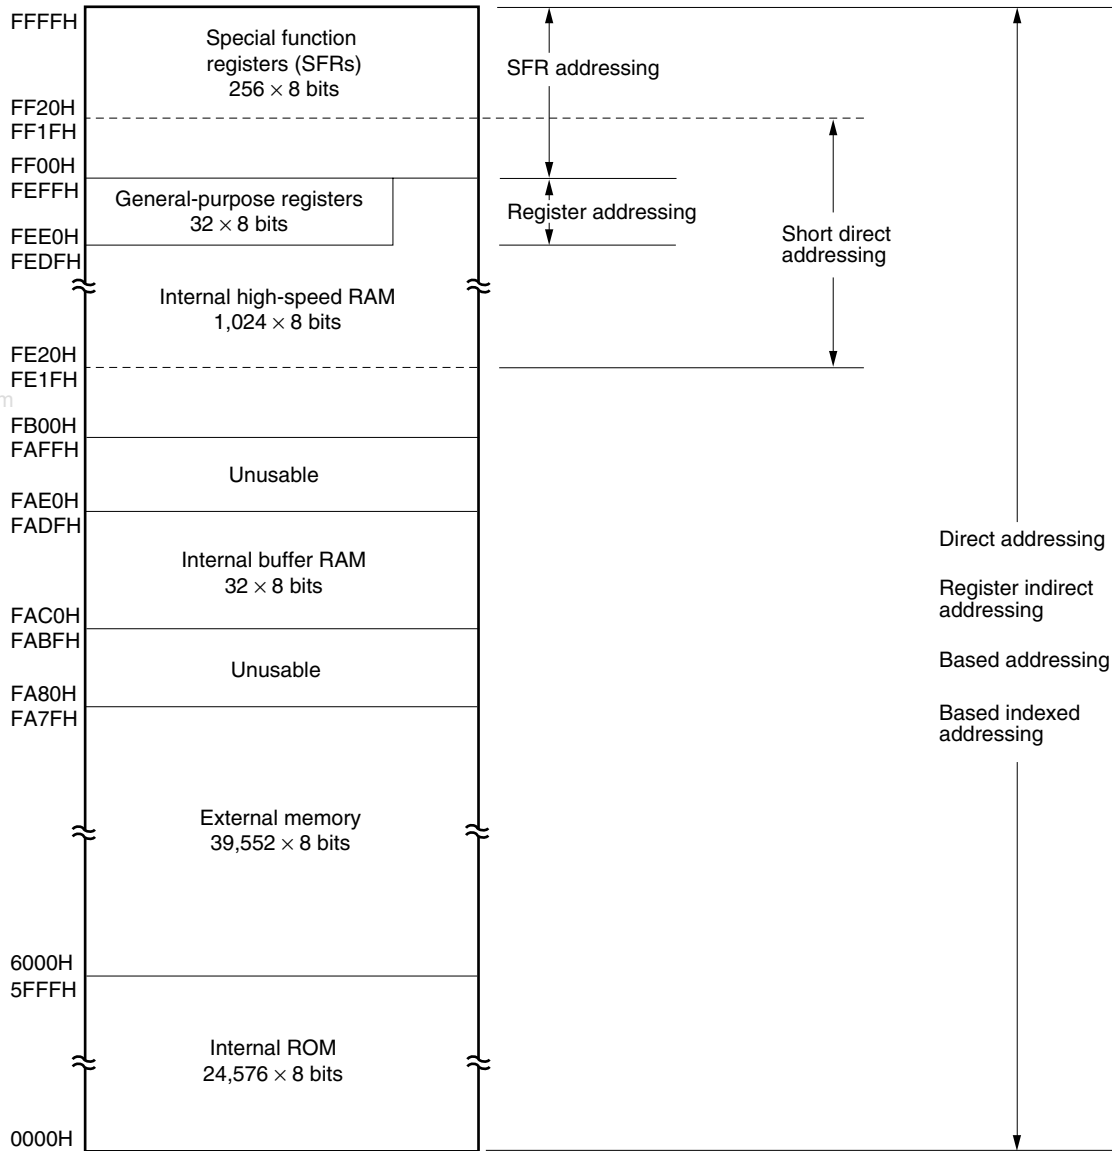 FFFFH
Special function
registers (SFRs)
256 × 8 bits
SFR addressing
FF20H
FF1FH
FF00H
FEFFH
General-purpose registers
32 × 8 bits
Register addressing
FEE0H
FEDFH
Short direct
addressing
Internal high-speed RAM
1,024 × 8 bits
FE20H
FE1FH
m
FB00H
FAFFH
Unusable
FAE0H
FADFH
Internal buffer RAM
32 × 8 bits
FAC0H
FABFH
Unusable
FA80H
FA7FH
Direct addressing
Register indirect
addressing
Based addressing
Based indexed
addressing
External memory
39,552 × 8 bits
6000H
5FFFH
Internal ROM
24,576 × 8 bits
0000H